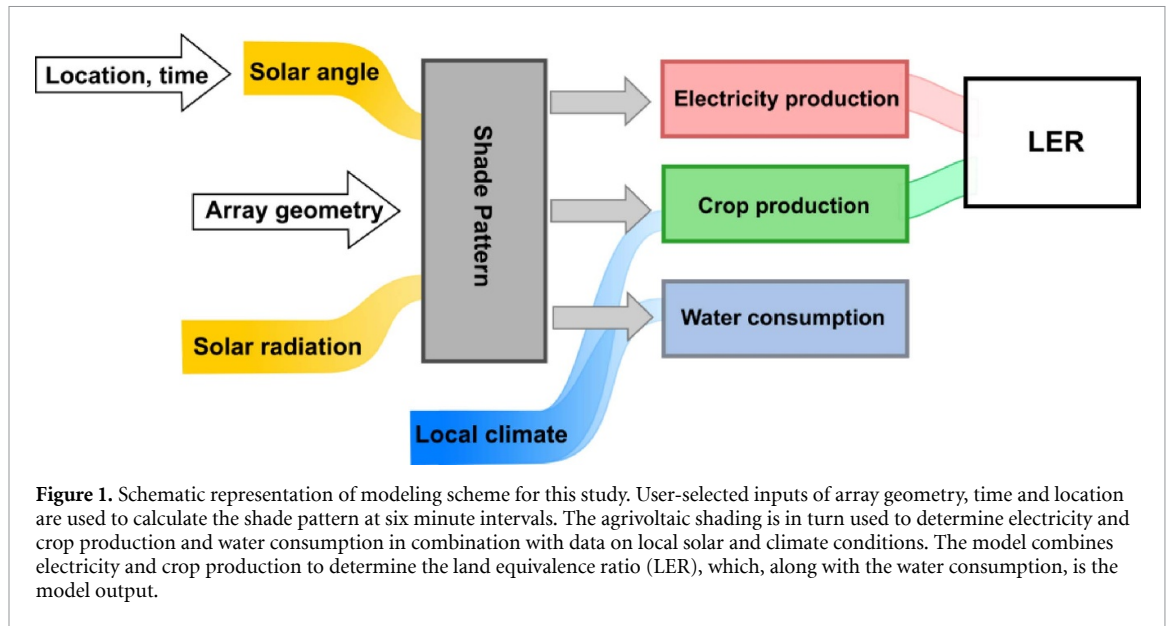 Location, time
Solar angle
Array geometry
Solar radiation
Shade Pattern
Local climate
Electricity production
Crop production
Water consumption
LER
Figure 1. Schematic representation of modeling scheme for this study. User-selected inputs of array geometry, time and location
are used to calculate the shade pattern at six minute intervals. The agrivoltaic shading is in turn used to determine electricity and
crop production and water consumption in combination with data on local solar and climate conditions. The model combines
electricity and crop production to determine the land equivalence ratio (LER), which, along with the water consumption, is the
model output.